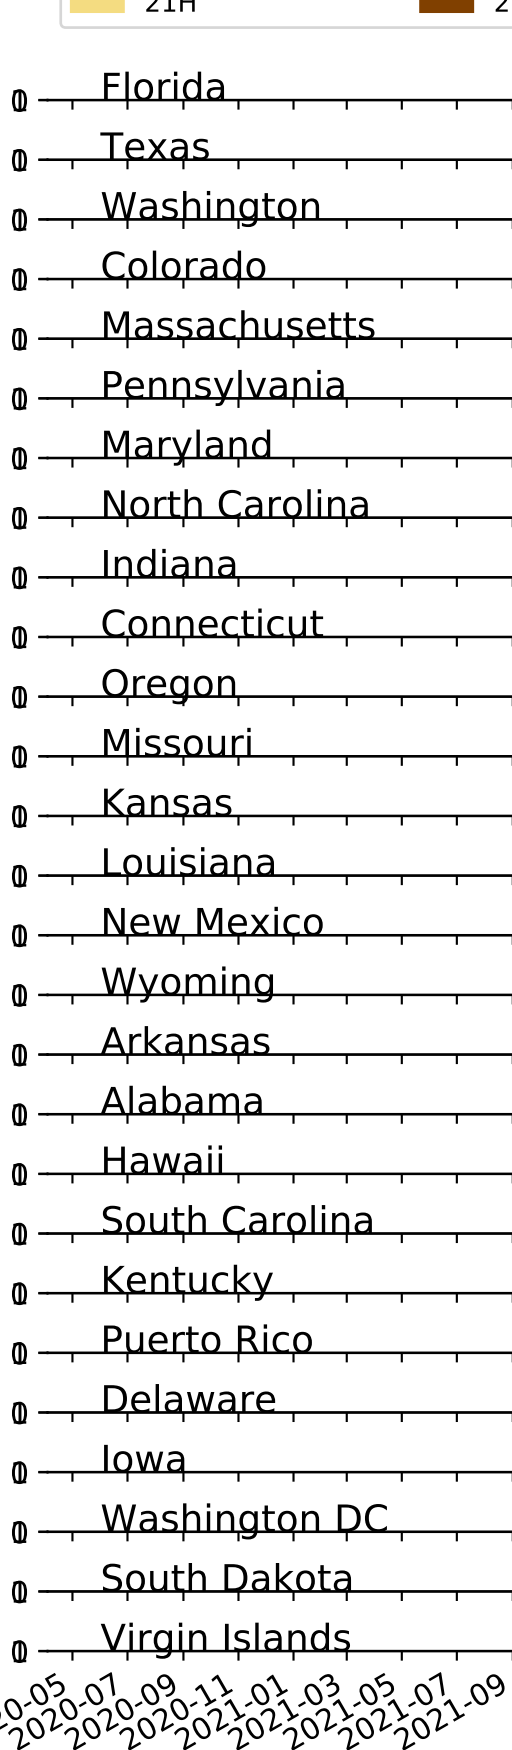 21H
Florida
Texas
Washington
Colorado
Massachusetts
Pennsylvania
Maryland
North Carolina
Indiana
Connecticut
Oregon
Missouri
Kansas
Louisiana
New Mexico
Wyoming
Arkansas
Alabama
Hawaii
South Carolina
Kentucky
Puerto Rico
Delaware
Iowa
Washington DC
South Dakota
Virgin Islands
2020-07 2020-09 2020-11 2021-01 2021-03 2021-05 2021-07 2021-09